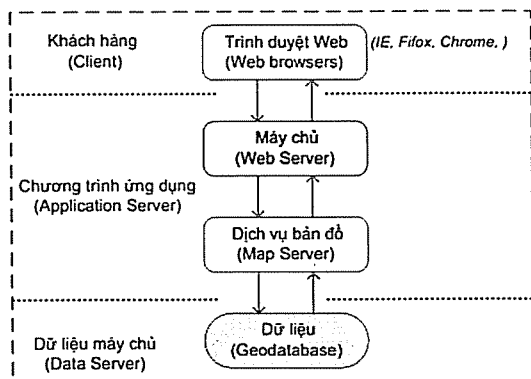 Khách hàng
(Client)
Trình duyệt Web
(Web browsers)
(IE, Fifox, Chrome, )
Máy chủ
(Web Server)
Chương trình ứng dụng
(Application Server)
Dịch vụ bản đồ
(Map Server)
Dữ liệu máy chủ
(Data Server)
Dữ liệu
(Geodatabase)